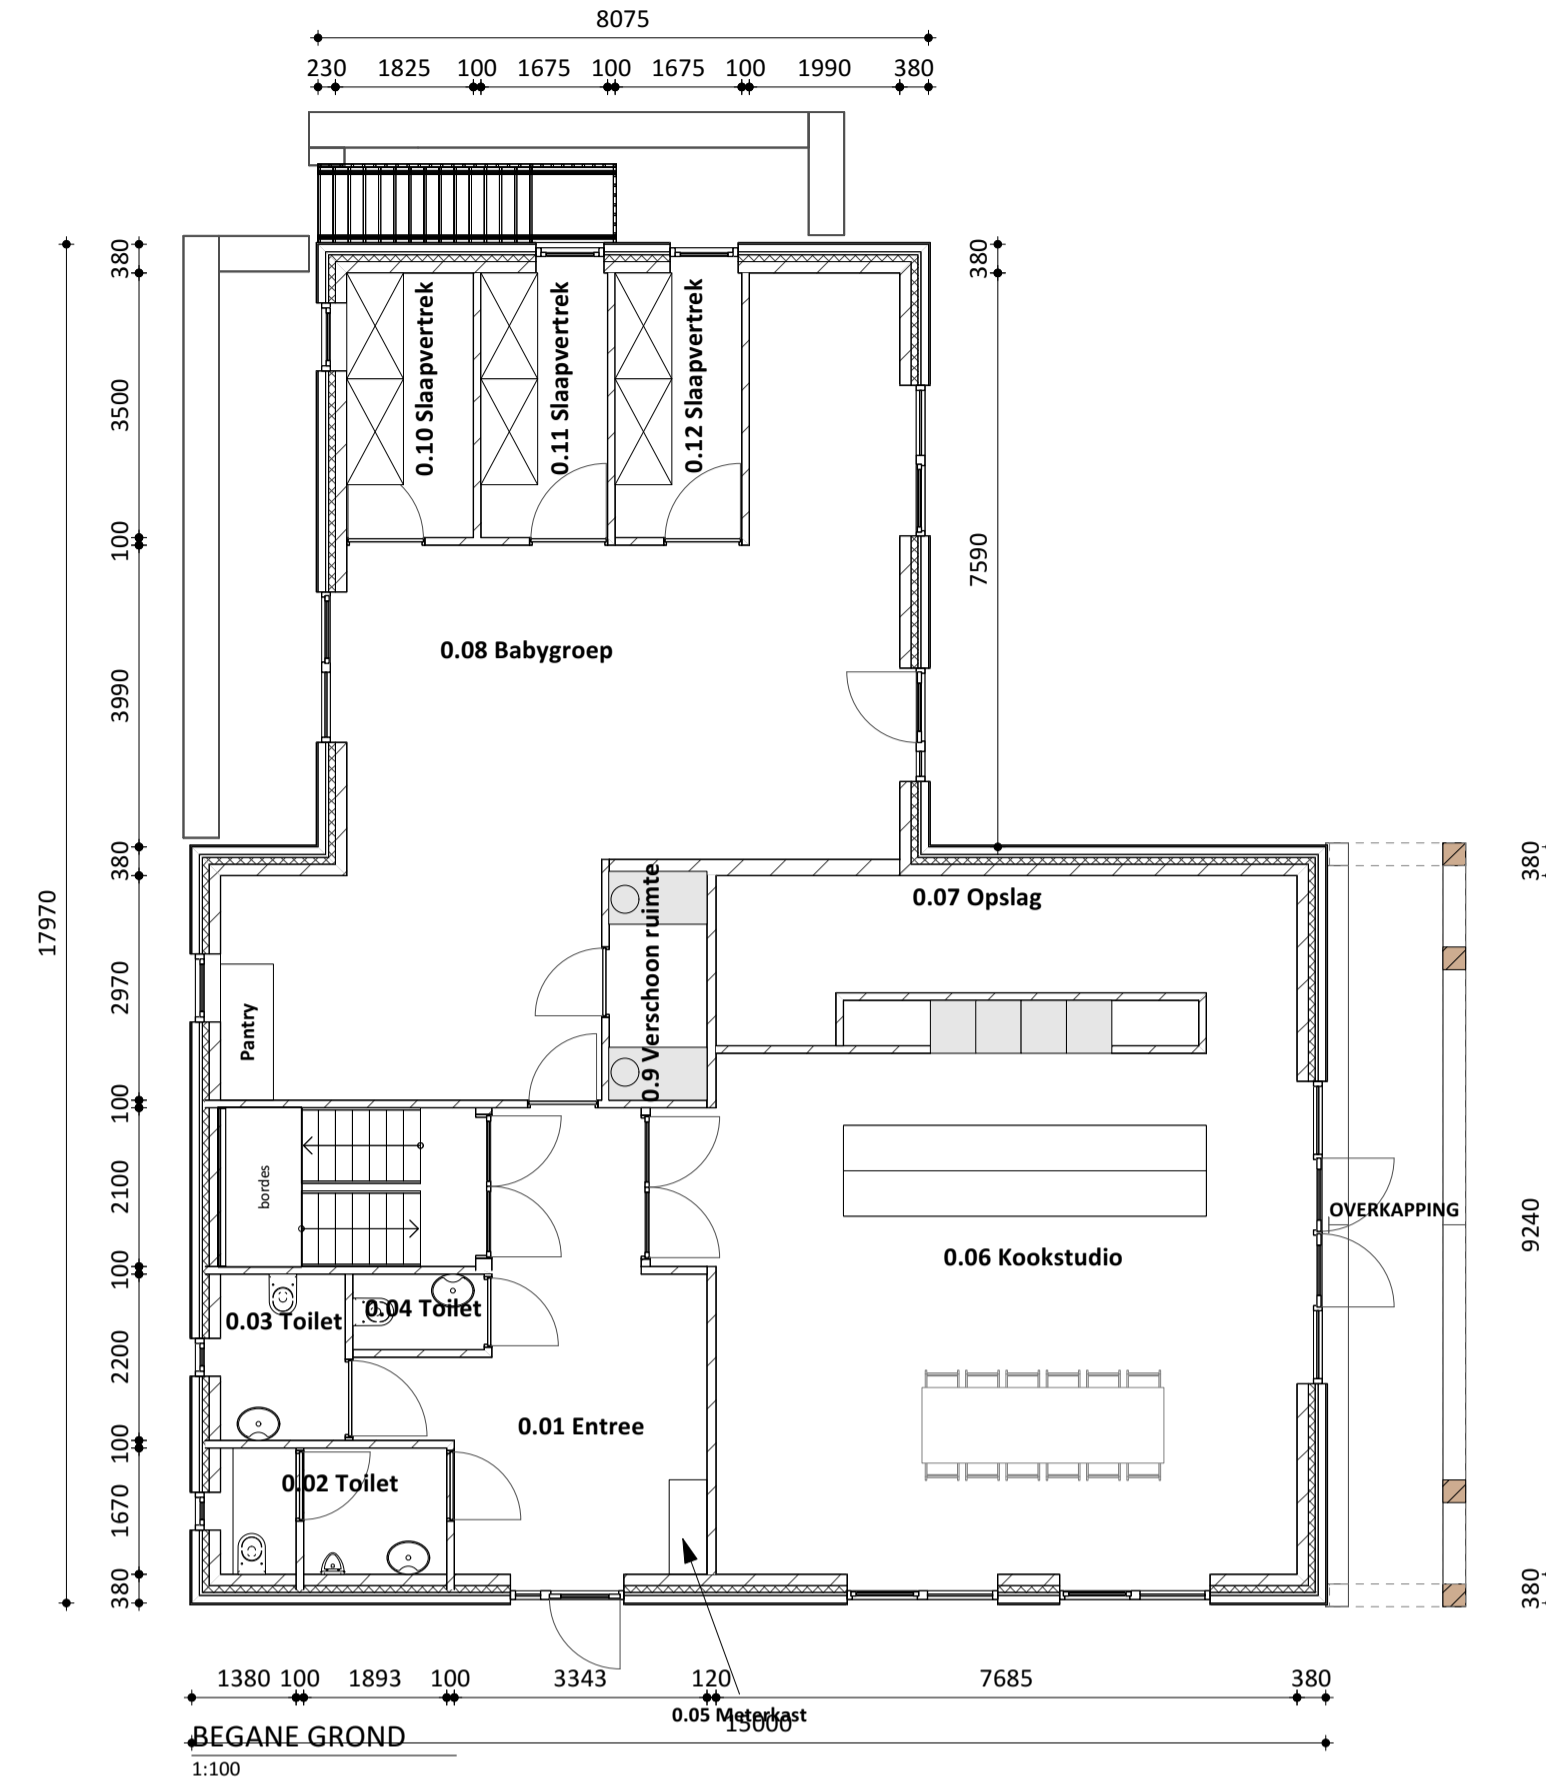 8075
230 1825 100 1675 100 1675 100 1990 380
380
3500
100
3990
380
2970
100
2100
100
2200
100
1670
380
17970
380
7590
0.10 Slaapvertrek
0.11 Slaapvertrek
0.12 Slaapvertrek
0.08 Babygroep
0.07 Opslag
0.9 Verschoon ruimte
Pantry
bordes
0.03 Toilet
0.04 Toilet
0.06 Kookstudio
OVERKAPPING
0.01 Entree
0.02 Toilet
380
9240
380
1380 100 1893 100 3343 120 7685 380
0.05 Meterkast
15000
BEGANE GROND
1:100